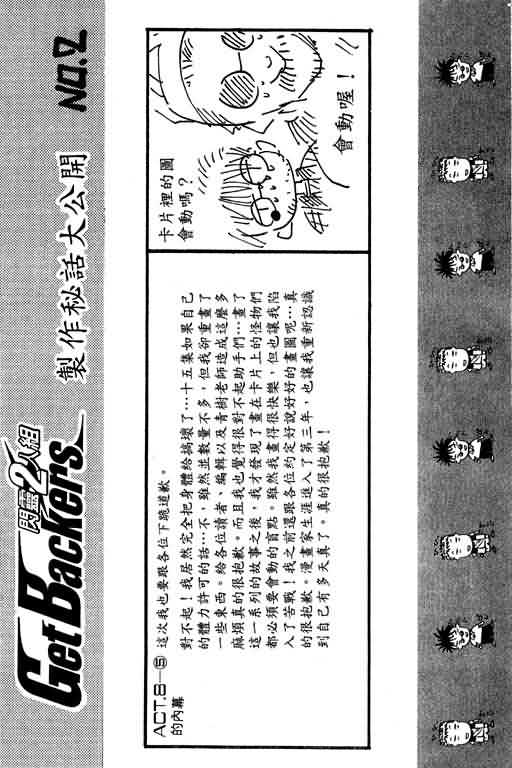 Get Backers
閃靈2人組
製作秘話大公開
NO.2
ACT.8—⑤
的內幕
這次我也要跟各位下跪道歉。
對不起！我居然完全把身體給搞壞了…十五集如果自己
的體力許可的話…不，雖然並數量不多，但我卻重畫了
一些東西。給各位讀者、編輯以及青樹老師造成這麼多
麻煩真的很抱歉。而且我也覺得很對不起助手們…畫了
這一系列的故事之後，我才發現了畫在卡片上的怪物們
都必須要會動的盲點。雖然我畫得很快樂，但也讓我陷
入了苦戰！我之前還跟各位約定好說好好的畫圖呢…真
的很抱歉。漫畫家生涯進入了第三年，也讓我重新認識
到自己有多天真了。真的很抱歉！
卡片裡的圖
會動嗎？
會動喔！